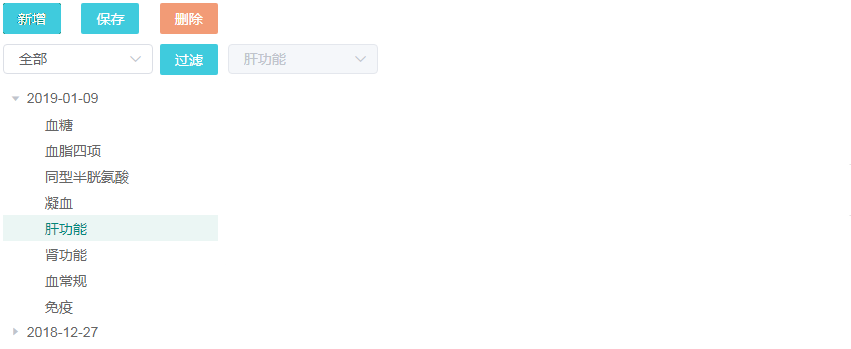 新增 保存 删除
全部 过滤 肝功能
2019-01-09
血糖
血脂四项
同型半胱氨酸
凝血
肝功能
肾功能
血常规
免疫
2018-12-27